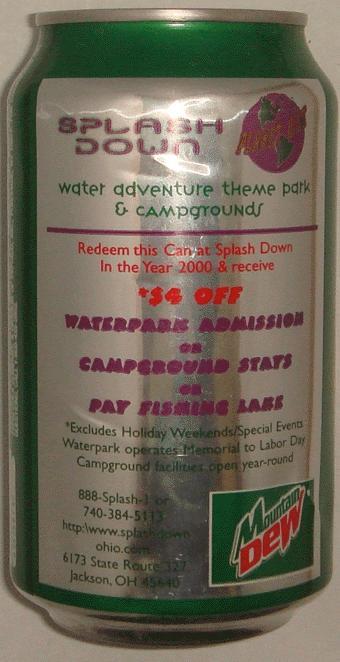 SPLASH
DOWN
water adventure theme park
& campgrounds
Redeem this Can at Splash Down
In the Year 2000 & receive
*$4 OFF
WATERPARK ADMISSION
OR
CAMPGROUND STAYS
OR
PAY FISHING LAKE
*Excludes Holiday Weekends/Special Events
Waterpark operates Memorial to Labor Day
Campground facilities open year-round
888-Splash-1 or
740-384-5113
http:\www.splashdown
ohio.com
6173 State Route 327
Jackson, OH 45640
Mountain
Dew